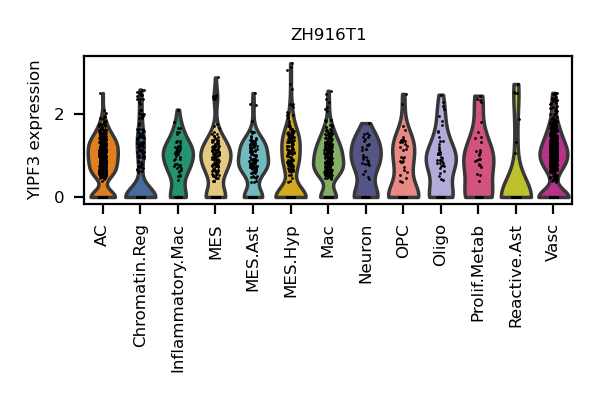 ZH916T1
YIPF3 expression
2
0
AC
Chromatin.Reg
Inflammatory.Mac
MES
MES.Ast
MES.Hyp
Mac
Neuron
OPC
Oligo
Prolif.Metab
Reactive.Ast
Vasc